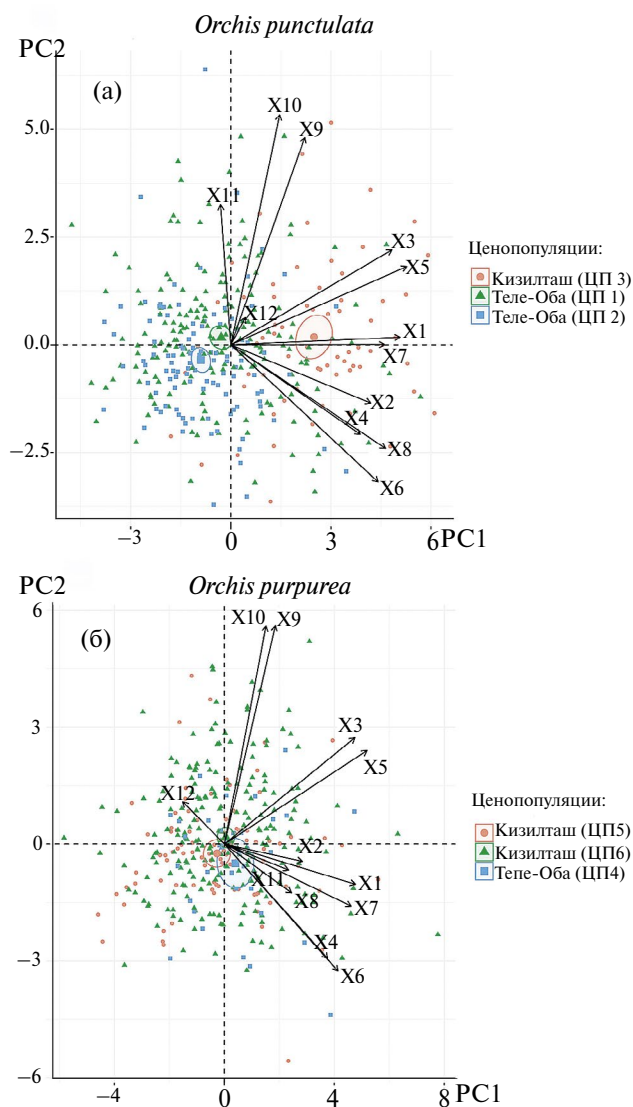 Orchis punctulata
PC2
(а)
X10
X9
5.0
X11
2.5
X3
X5
X12
0.0
X1
X7
X2
X4
X8
−2.5
X6
−3
0
6
PC1
Ценопопуляции:
Кизилташ (ЦП 3)
Теле-Оба (ЦП 1)
Теле-Оба (ЦП 2)
Orchis purpurea
PC2
6
(б)
X10
X9
3
X3
X5
X12
0
X2
X11
X1
X8
X7
X4
−3
X6
−6
−4
0
4
8
PC1
Ценопопуляции:
Кизилташ (ЦП5)
Кизилташ (ЦП6)
Тепе-Оба (ЦП4)